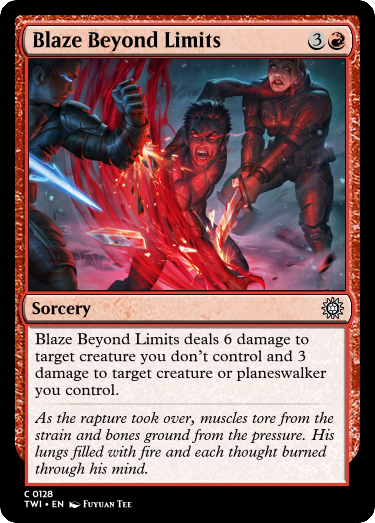 Blaze Beyond Limits 3
Sorcery
Blaze Beyond Limits deals 6 damage to
target creature you don't control and 3
damage to target creature or planeswalker
you control.
As the rapture took over, muscles tore from the
strain and bones ground from the pressure. His
lungs filled with fire and each thought burned
through his mind.
C 0128
TWI • EN Fuyuan Tee